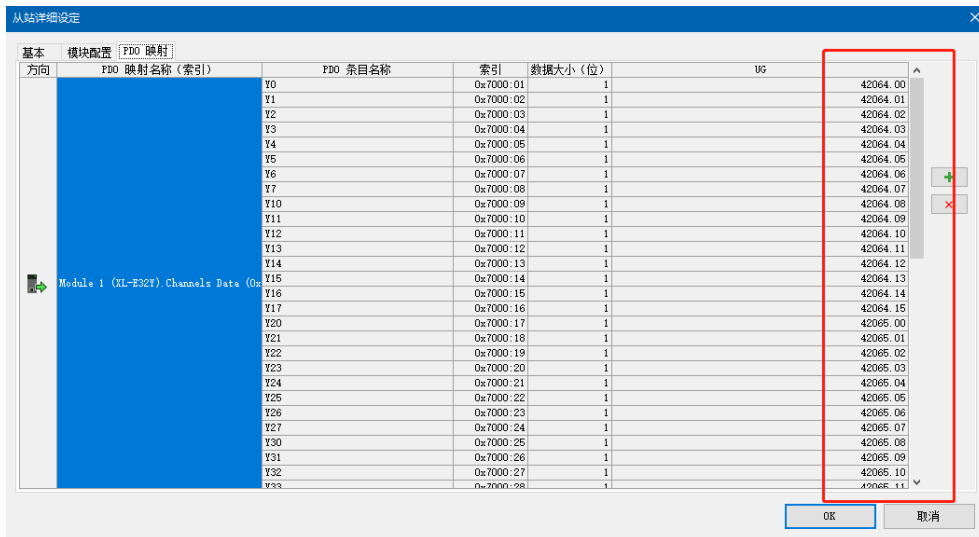 从站详细设定
基本 模块配置 PDO 映射
方向 PDO 映射名称（索引） PDO 条目名称 索引 数据大小（位） UG
Y0 0x7000:01 1 42064.00
Y1 0x7000:02 1 42064.01
Y2 0x7000:03 1 42064.02
Y3 0x7000:04 1 42064.03
Y4 0x7000:05 1 42064.04
Y5 0x7000:06 1 42064.05
Y6 0x7000:07 1 42064.06
Y7 0x7000:08 1 42064.07
Y10 0x7000:09 1 42064.08
Y11 0x7000:10 1 42064.09
Y12 0x7000:11 1 42064.10
Y13 0x7000:12 1 42064.11
Y14 0x7000:13 1 42064.12
Module 1 (XL-E32Y).Channels Data (0x Y15 0x7000:14 1 42064.13
Y16 0x7000:15 1 42064.14
Y17 0x7000:16 1 42064.15
Y20 0x7000:17 1 42065.00
Y21 0x7000:18 1 42065.01
Y22 0x7000:19 1 42065.02
Y23 0x7000:20 1 42065.03
Y24 0x7000:21 1 42065.04
Y25 0x7000:22 1 42065.05
Y26 0x7000:23 1 42065.06
Y27 0x7000:24 1 42065.07
Y30 0x7000:25 1 42065.08
Y31 0x7000:26 1 42065.09
Y32 0x7000:27 1 42065.10
Y33 0x7000:28 1 42065.11
OK 取消